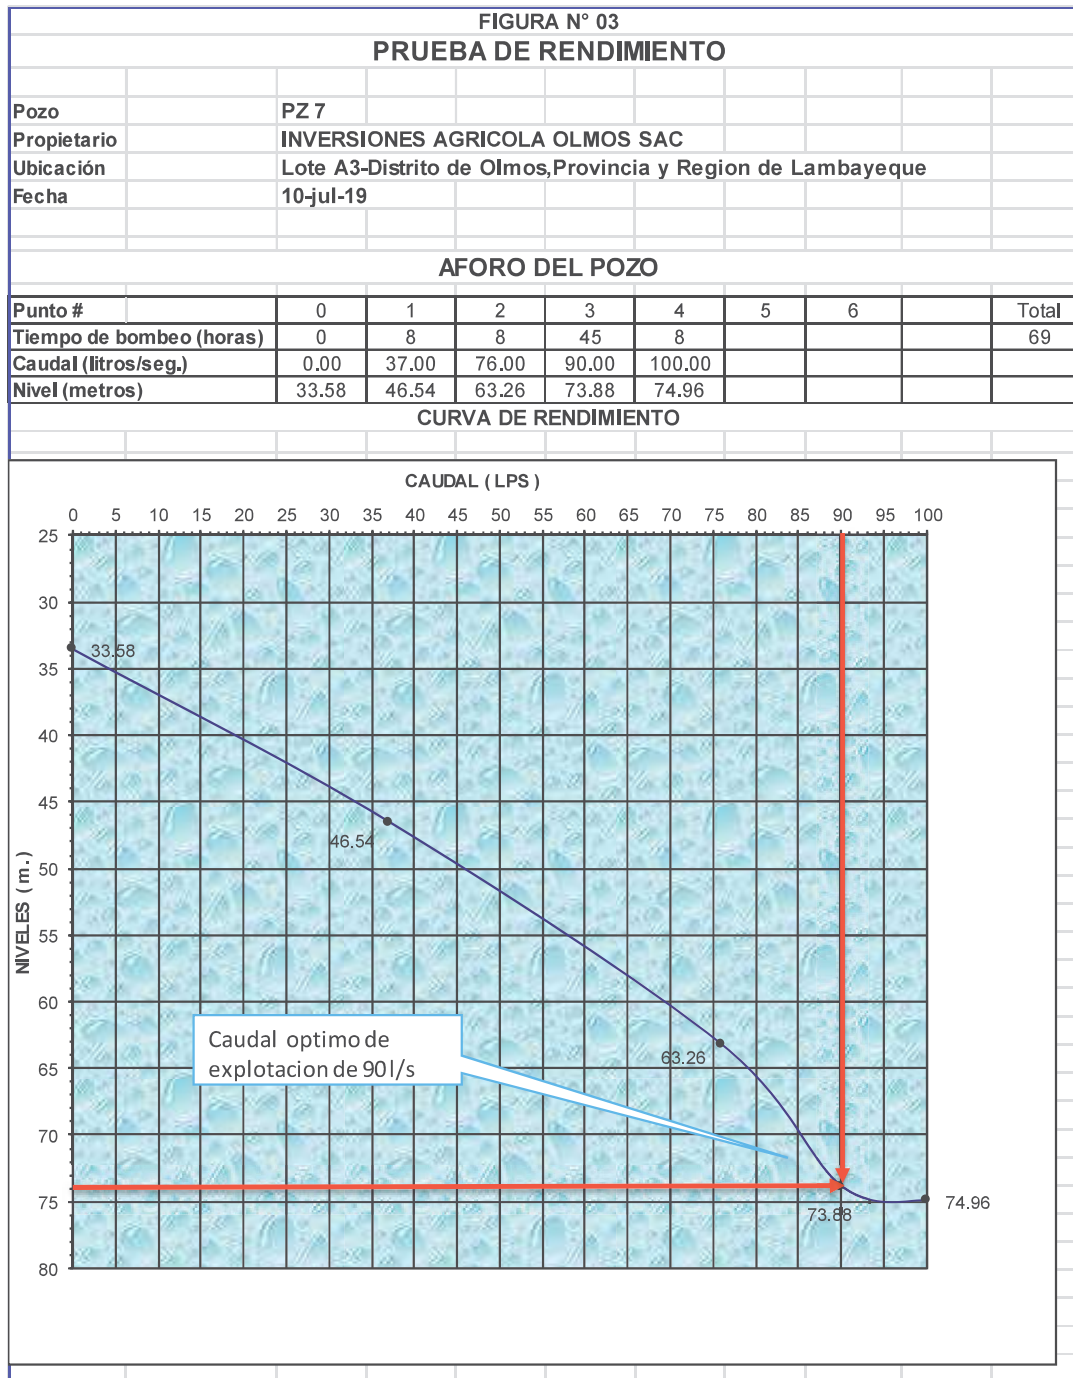 FIGURA N° 03
PRUEBA DE RENDIMIENTO
Pozo PZ 7
Propietario INVERSIONES AGRICOLA OLMOS SAC
Ubicación Lote A3-Distrito de Olmos,Provincia y Region de Lambayeque
Fecha 10-jul-19
AFORO DEL POZO
Punto # 0 1 2 3 4 5 6 Total
Tiempo de bombeo (horas) 0 8 8 45 8 69
Caudal (litros/seg.) 0.00 37.00 76.00 90.00 100.00
Nivel (metros) 33.58 46.54 63.26 73.88 74.96
CURVA DE RENDIMIENTO
CAUDAL ( LPS )
0 5 10 15 20 25 30 35 40 45 50 55 60 65 70 75 80 85 90 95 100
25
30
33.58
35
40
45
46.54
50
NIVELES ( m . )
55
60
Caudal optimo de
explotacion de 90 l/s
63.26
65
70
75
73.88
74.96
80